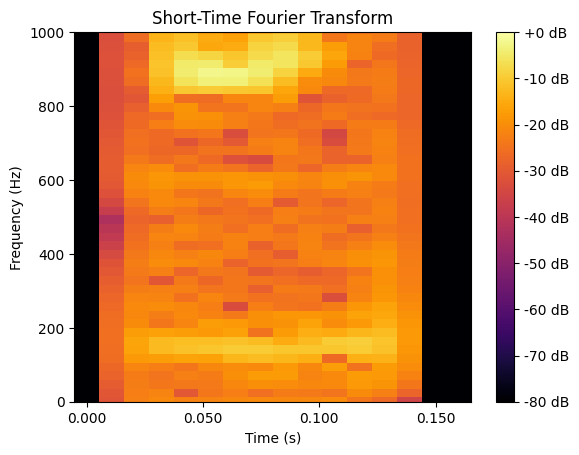 Short-Time Fourier Transform
1000
800
600
400
200
0
Frequency (Hz)
0.000
0.050
0.100
0.150
Time (s)
+0 dB
-10 dB
-20 dB
-30 dB
-40 dB
-50 dB
-60 dB
-70 dB
-80 dB